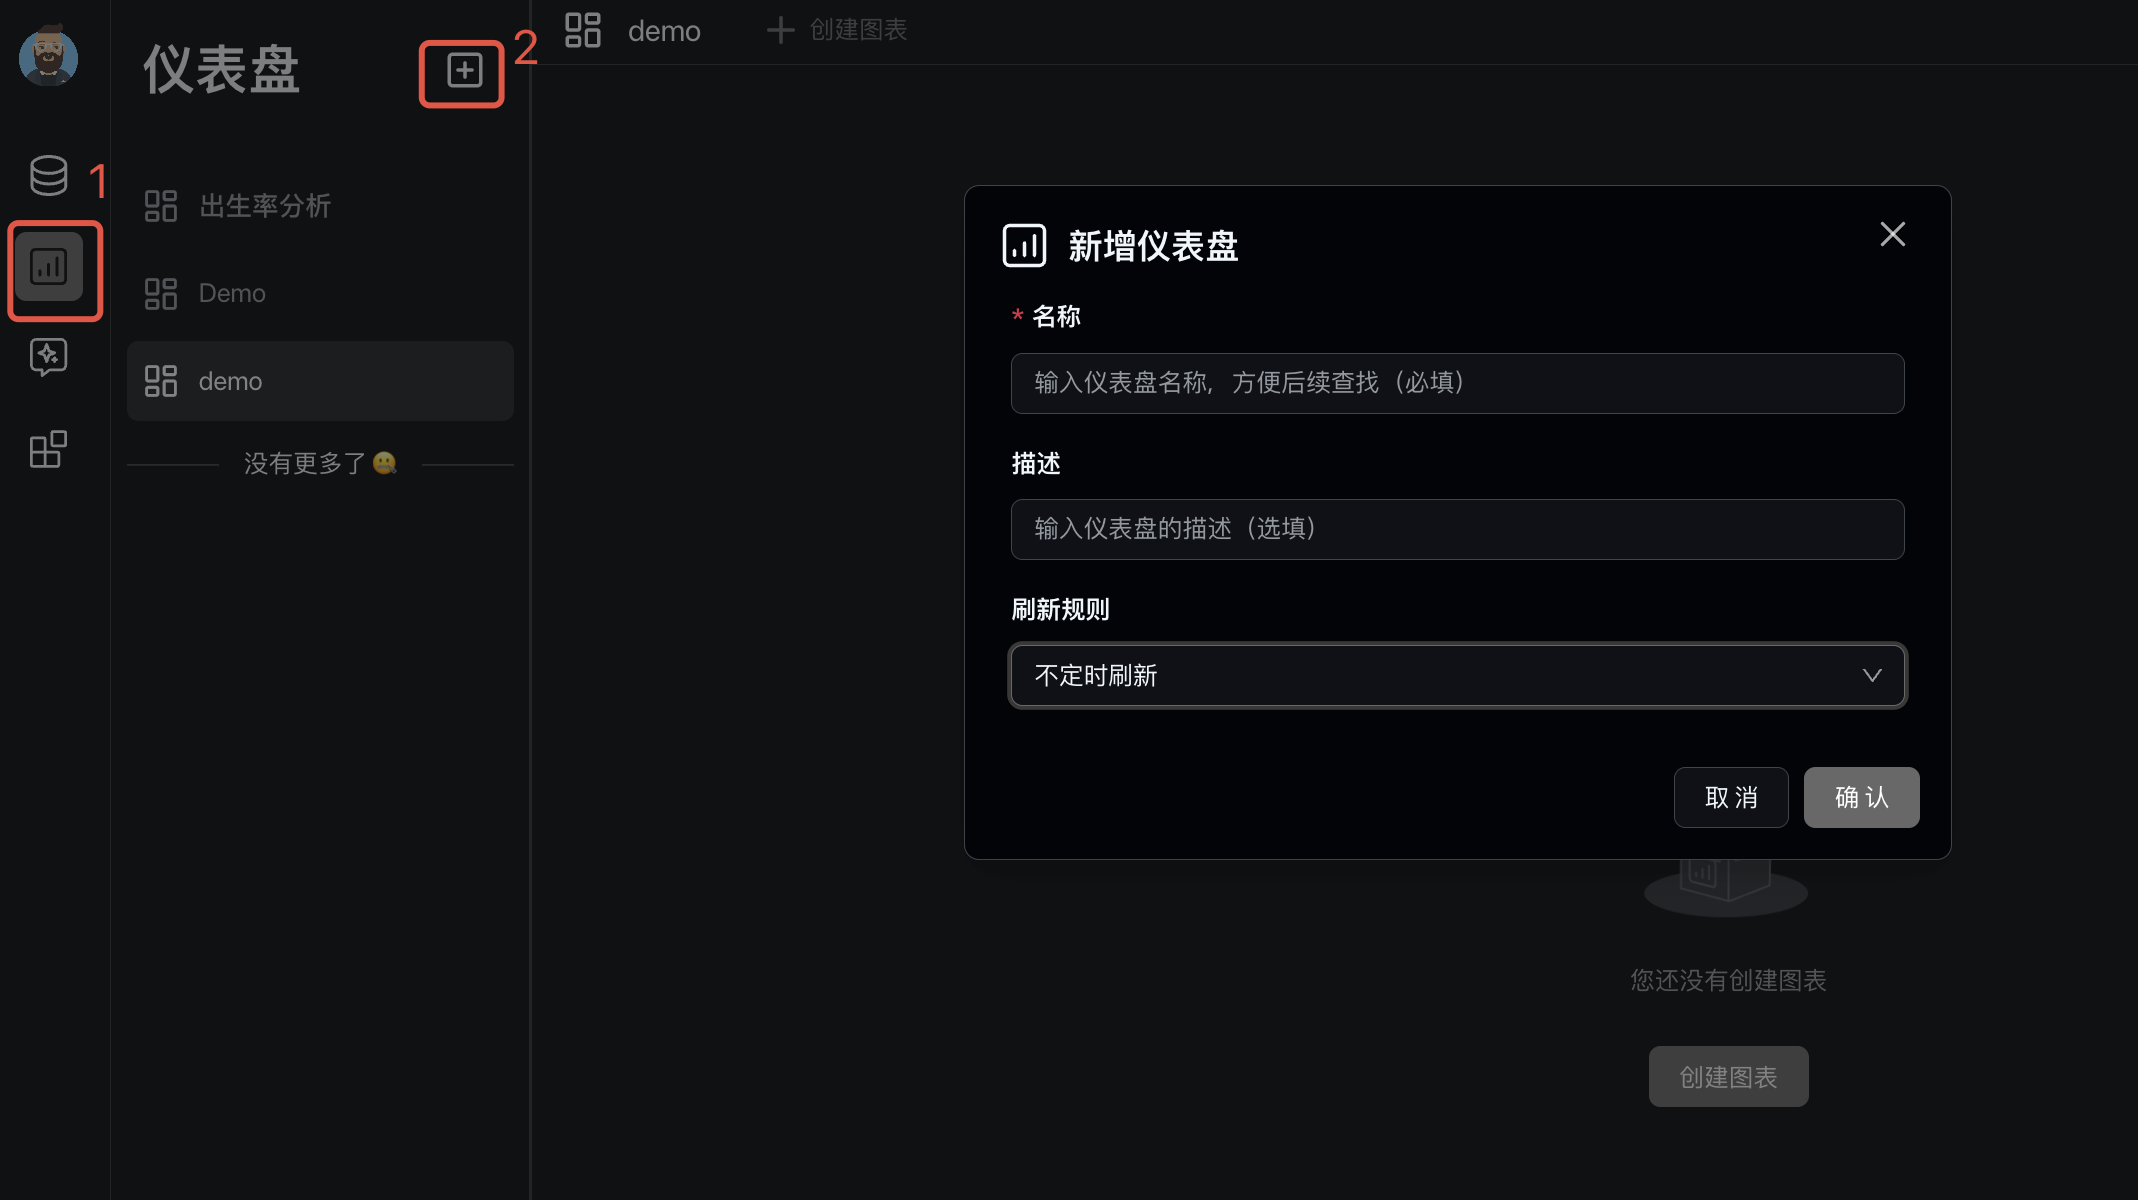 仪表盘
2
1
出生率分析
Demo
demo
没有更多了🤐
demo
创建图表
新增仪表盘
* 名称
输入仪表盘名称，方便后续查找（必填）
描述
输入仪表盘的描述（选填）
刷新规则
不定时刷新
取 消
确 认
您还没有创建图表
创建图表